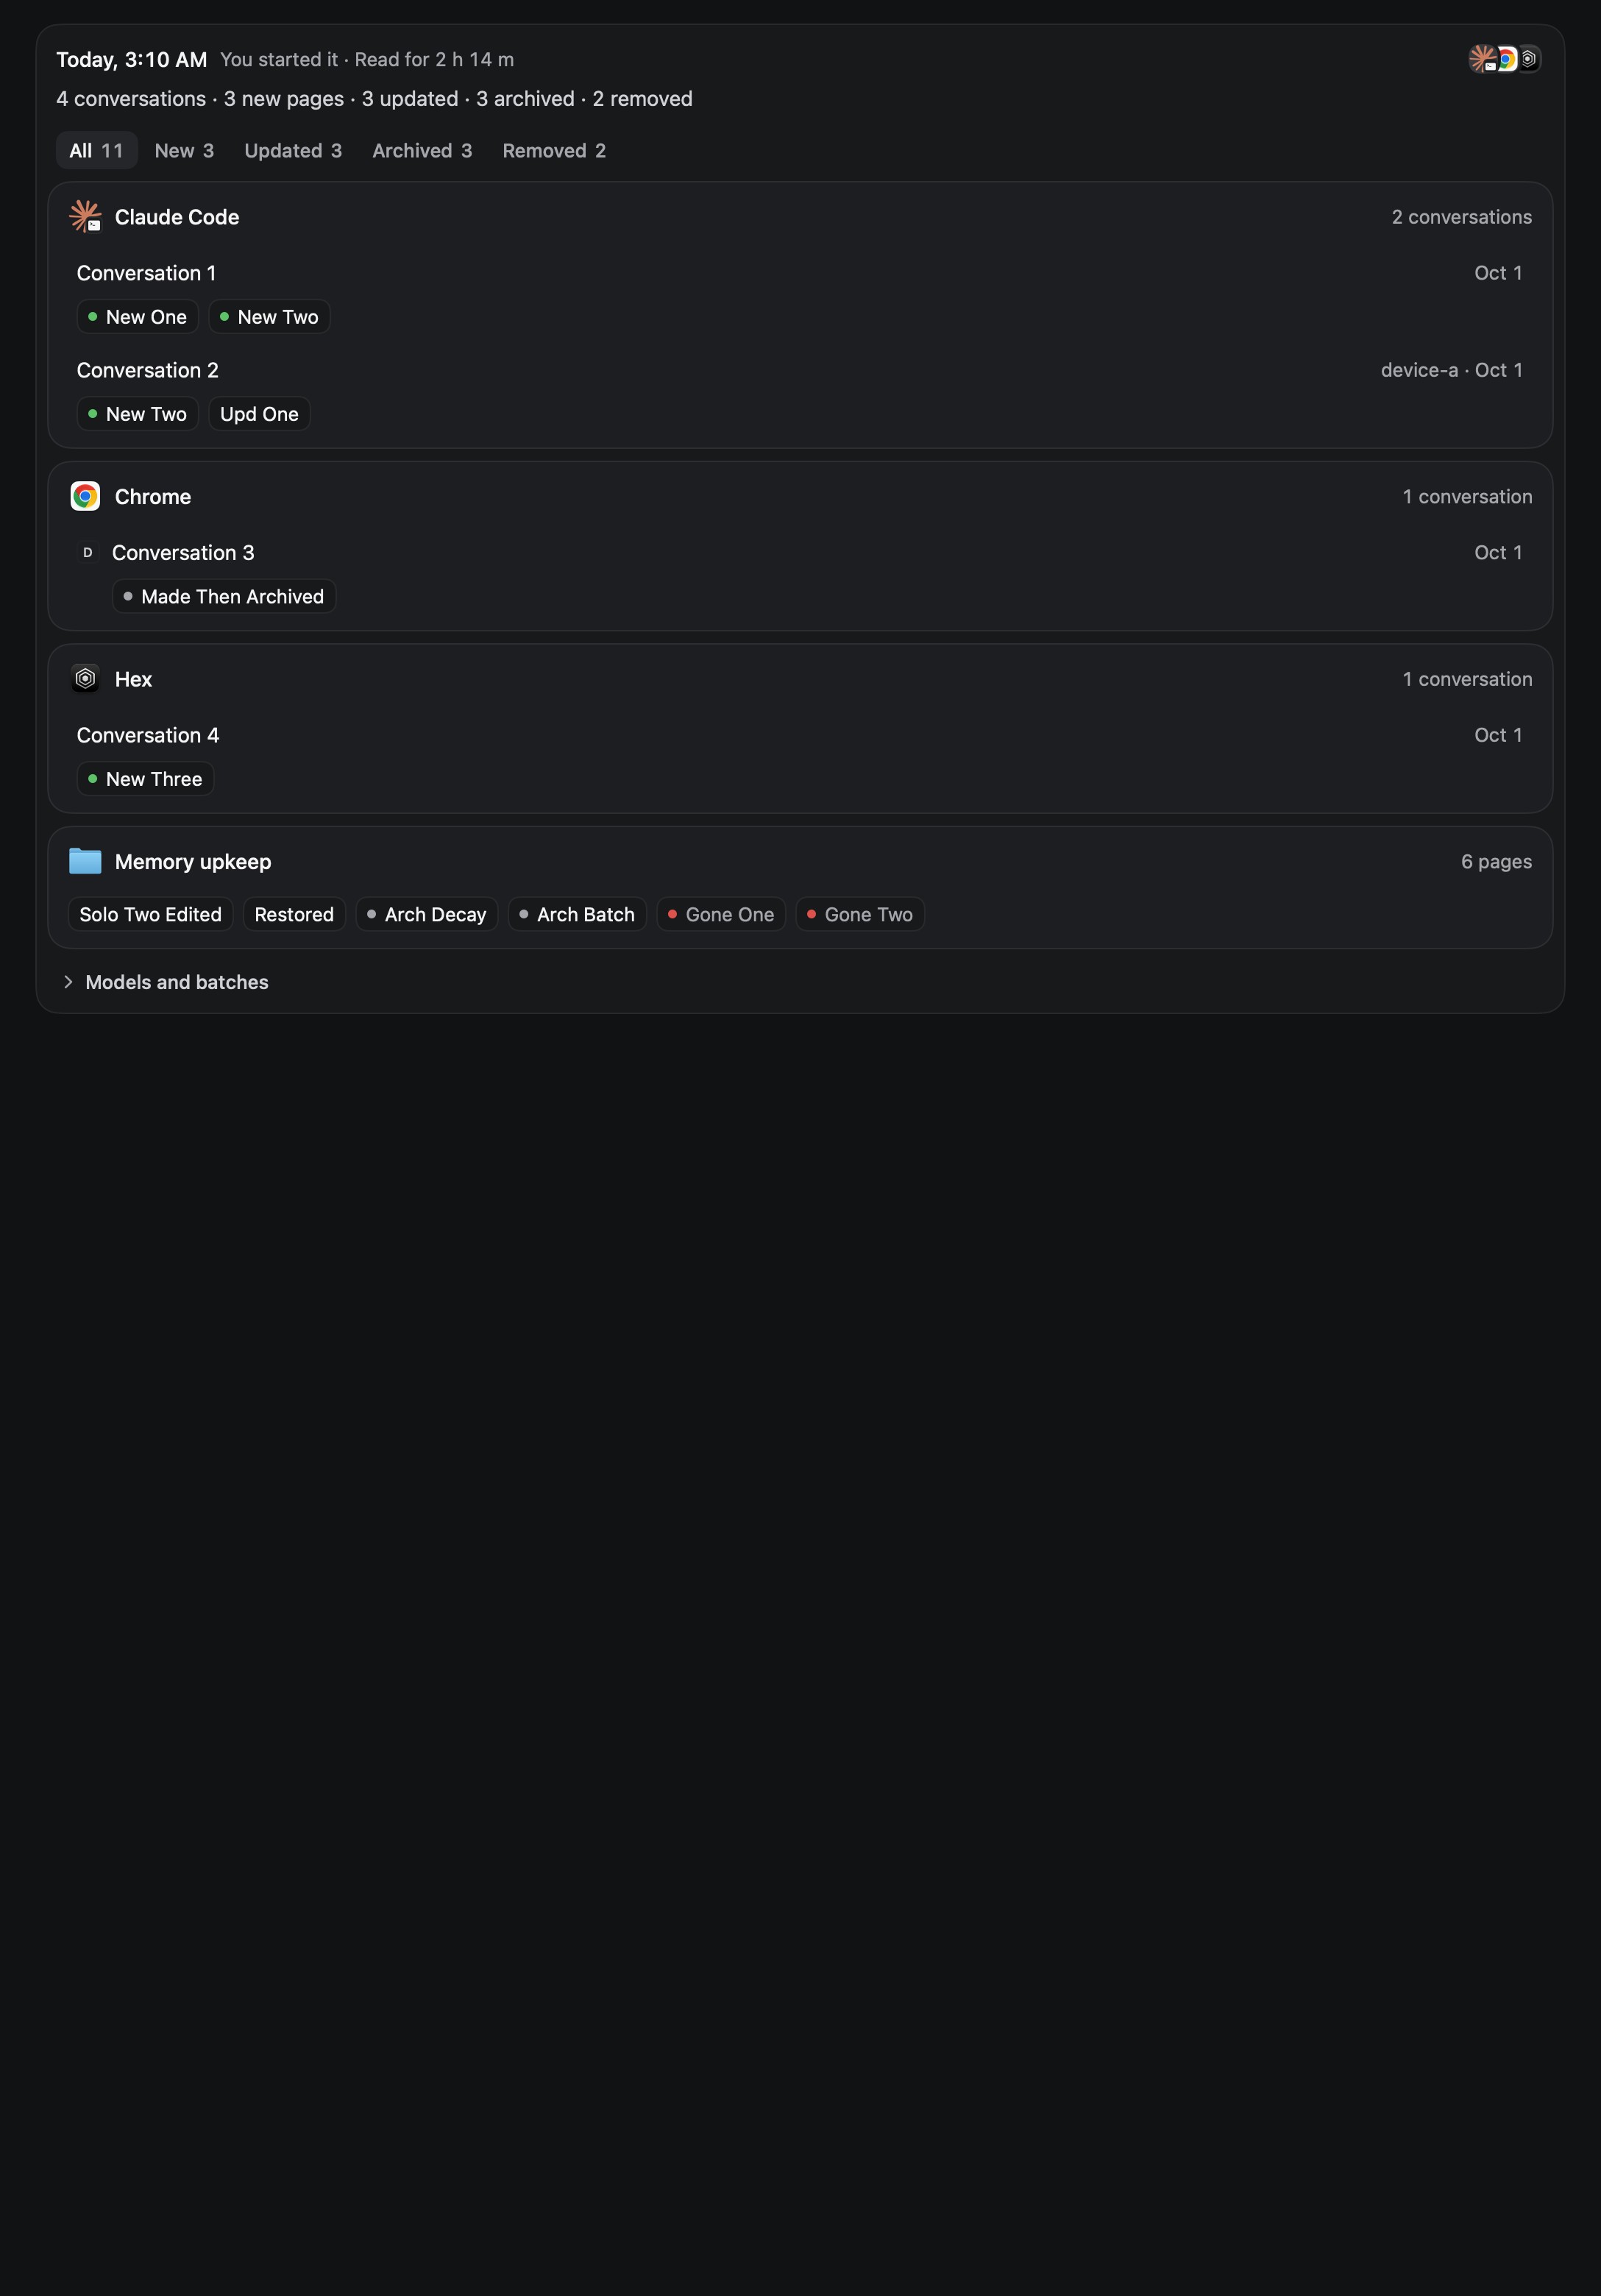 Today, 3:10 AM You started it · Read for 2 h 14 m
4 conversations · 3 new pages · 3 updated · 3 archived · 2 removed
All 11 New 3 Updated 3 Archived 3 Removed 2
Claude Code 2 conversations
Conversation 1 Oct 1
New One New Two
Conversation 2 device-a · Oct 1
New Two Upd One
Chrome 1 conversation
D Conversation 3 Oct 1
Made Then Archived
Hex 1 conversation
Conversation 4 Oct 1
New Three
Memory upkeep 6 pages
Solo Two Edited Restored Arch Decay Arch Batch Gone One Gone Two
Models and batches